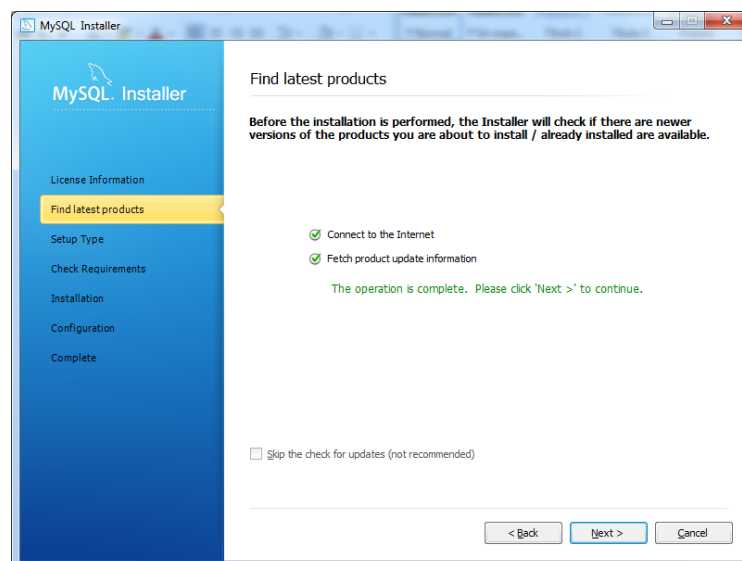 MySQL Installer
MySQL. Installer
Find latest products
Before the installation is performed, the Installer will check if there are newer
versions of the products you are about to install / already installed are available.
License Information
Find latest products
Setup Type
Check Requirements
Installation
Configuration
Complete
Connect to the Internet
Fetch product update information
The operation is complete. Please click 'Next >' to continue.
Skip the check for updates (not recommended)
< Back
Next >
Cancel